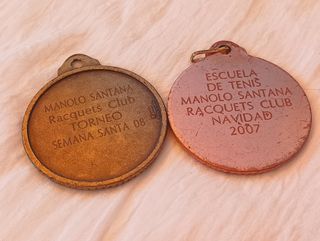 MANOLO SANTANA
Racquets Club
TORNEO
SEMANA SANTA 08
ESCUELA
DE TENIS
MANOLO SANTANA
RACQUETS CLUB
NAVIDAD
2007